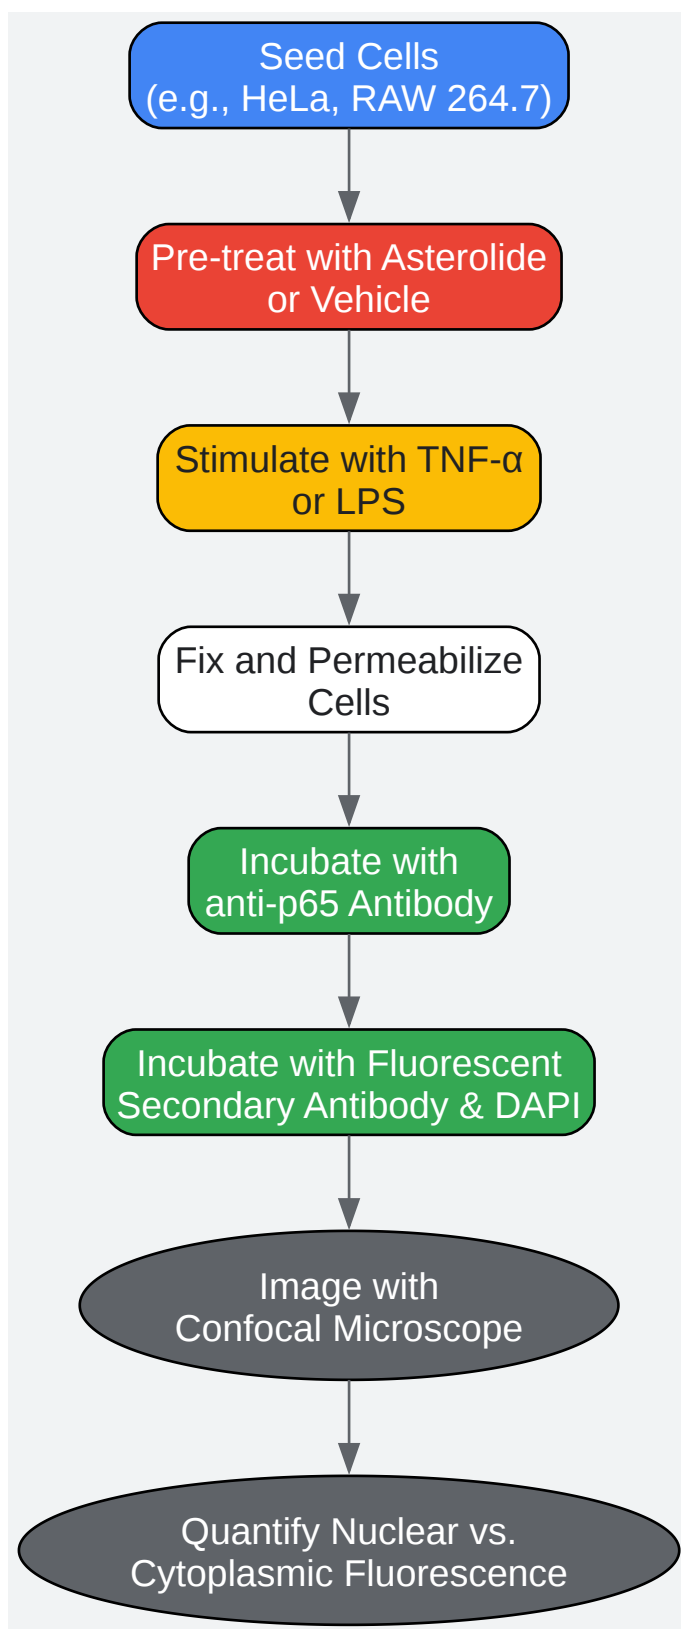 Seed Cells
(e.g., HeLa, RAW 264.7)
Pre-treat with Asterolide
or Vehicle
Stimulate with TNF-α
or LPS
Fix and Permeabilize
Cells
Incubate with
anti-p65 Antibody
Incubate with Fluorescent
Secondary Antibody & DAPI
Image with
Confocal Microscope
Quantify Nuclear vs.
Cytoplasmic Fluorescence